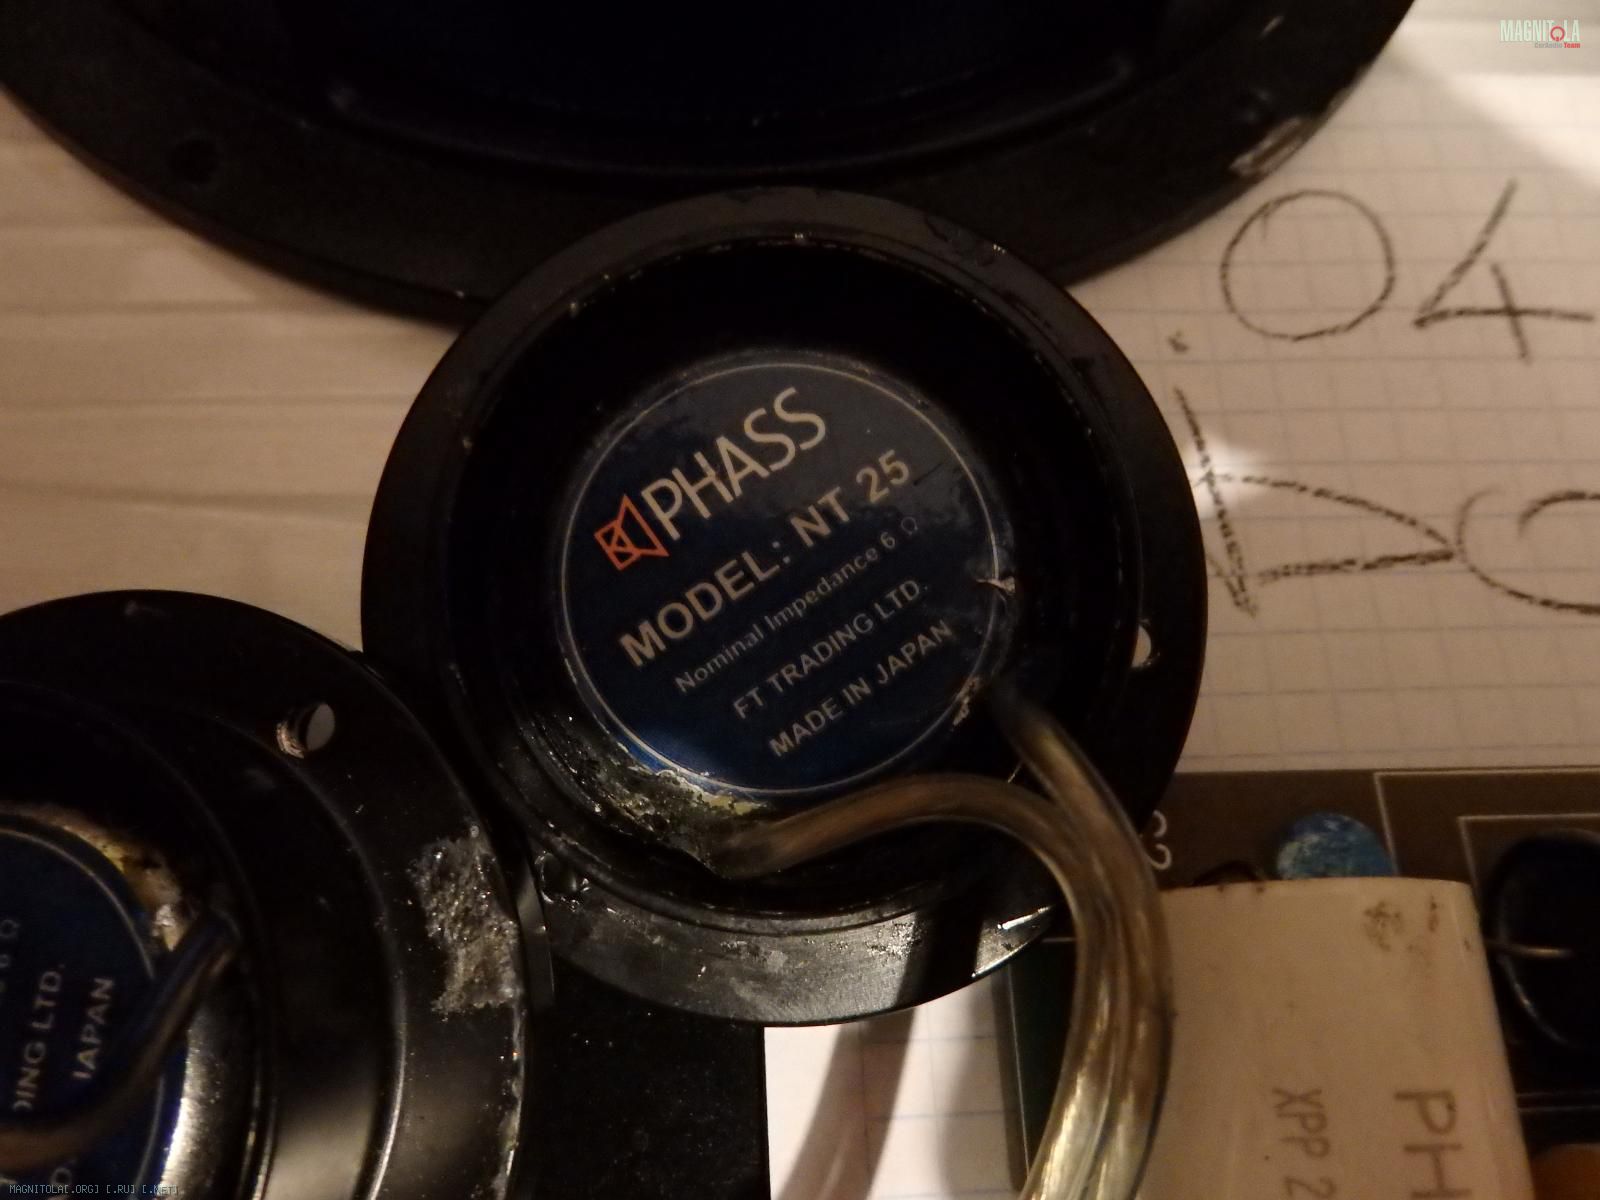 MAGNITOLA
CarAudio Team
04
PHASS
MODEL: NT 25
Nominal Impedance 6 Ω
FT TRADING LTD.
MADE IN JAPAN
6 Ω
DING LTD.
JAPAN
XPP 2
PH
MAGNITOLA[.ORG] [.RU] [.NET]